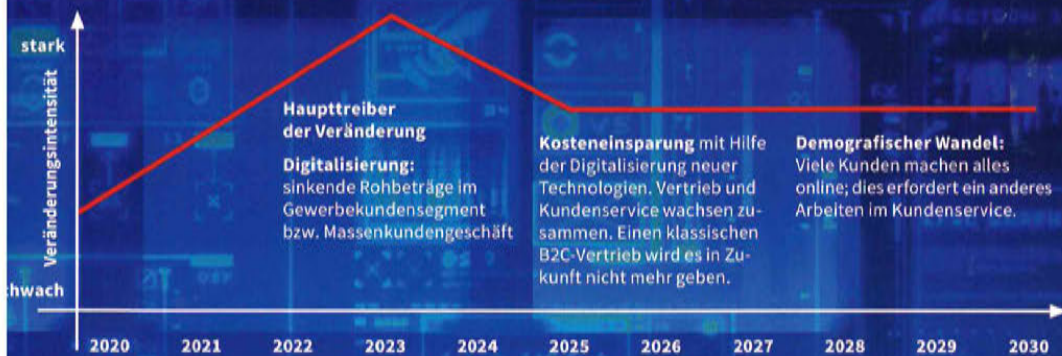 stark
Veränderungsintensität
chwach
Haupttreiber
der Veränderung
Digitalisierung:
sinkende Rohbeträge im
Gewerbekundensegment
bzw. Massenkundengeschäft
Kosteneinsparung mit Hilfe
der Digitalisierung neuer
Technologien. Vertrieb und
Kundenservice wachsen zu-
sammen. Einen klassischen
B2C-Vertrieb wird es in Zu-
kunft nicht mehr geben.
Demografischer Wandel:
Viele Kunden machen alles
online; dies erfordert ein anderes
Arbeiten im Kundenservice.
2020 2021 2022 2023 2024 2025 2026 2027 2028 2029 2030